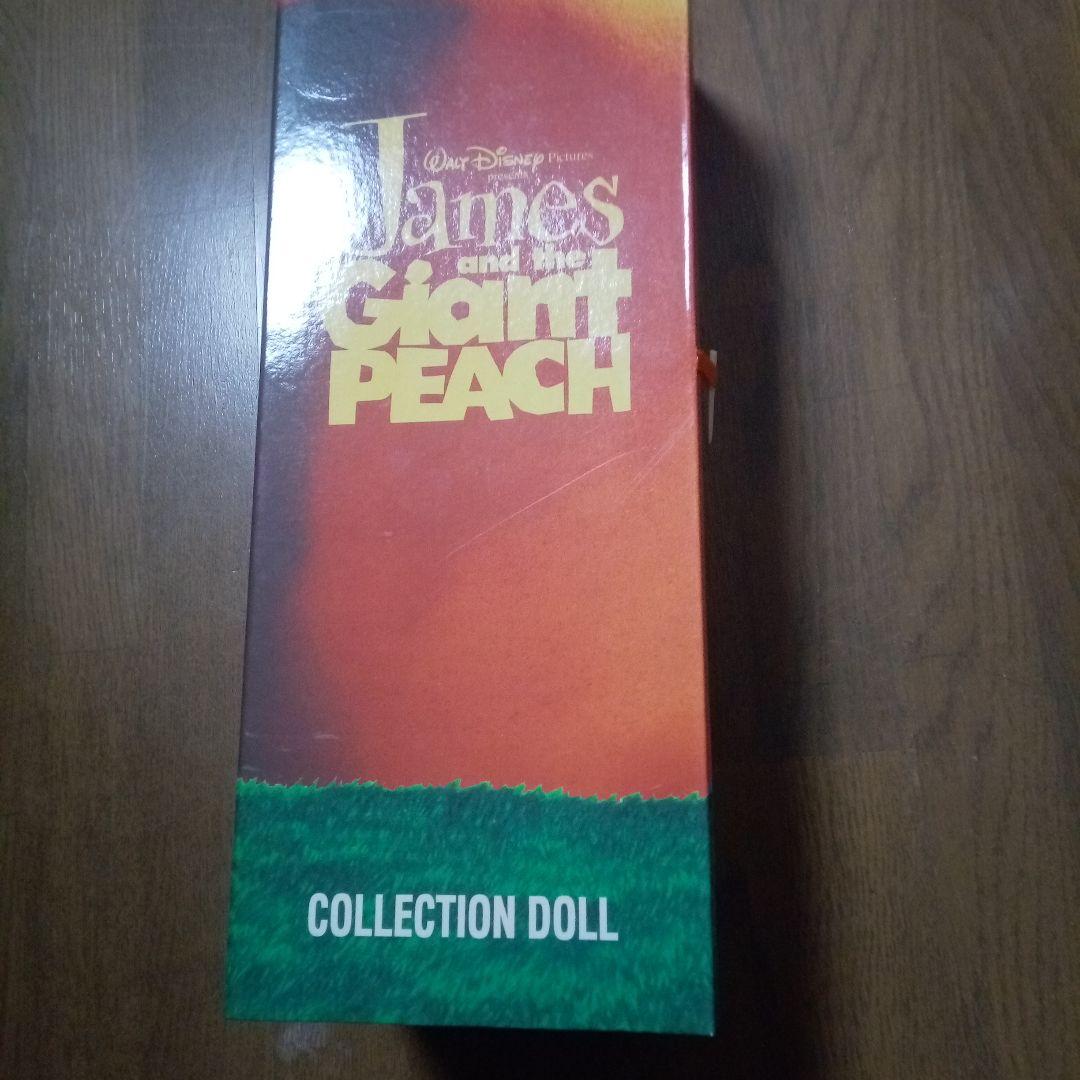 WALT DISNEY Pictures
presents
James
and the
Giant
PEACH
COLLECTION DOLL